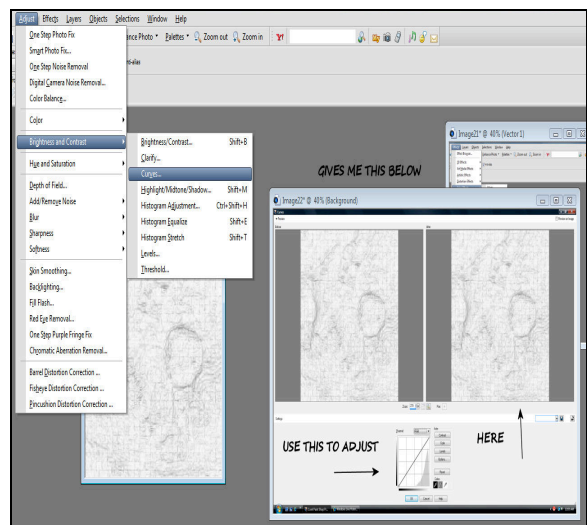 Adjust Effects Layers Objects Selections Window Help
One Step Photo Fix
ance Photo Palettes Zoom out Zoom in Y!
Smart Photo Fix...
One Step Noise Removal
nti-alias
Digital Camera Noise Removal...
Color Balance...
Color
Brightness and Contrast
Hue and Saturation
Depth of Field...
Add/Remove Noise
Blur
Sharpness
Softness
Skin Smoothing...
Backlighting...
Fill Flash...
Red Eye Removal...
One Step Purple Fringe Fix
Chromatic Aberration Removal...
Barrel Distortion Correction ...
Fisheye Distortion Correction ...
Pincushion Distortion Correction ...
Brightness/Contrast... Shift+B
Clarify...
Curves...
Highlight/Midtone/Shadow... Shift+M
Histogram Adjustment... Ctrl+Shift+H
Histogram Equalize Shift+E
Histogram Stretch Shift+T
Levels...
Threshold...
Image21* @ 40% (Vector 1)
GIVES ME THIS BELOW
Image22* @ 40% (Background)
USE THIS TO ADJUST
HERE
OK Cancel Help